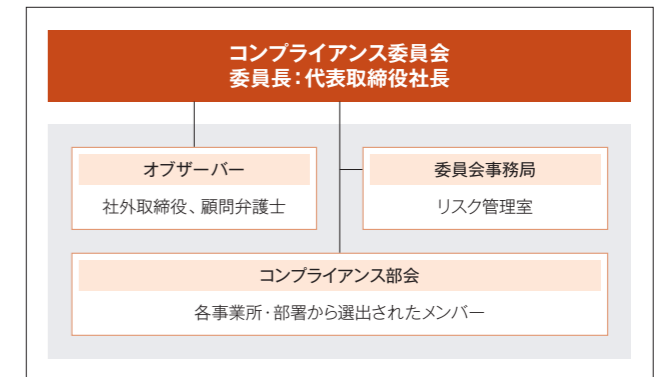 コンプライアンス委員会
委員長：代表取締役社長
オブザーバー
社外取締役、顧問弁護士
委員会事務局
リスク管理室
コンプライアンス部会
各事業所・部署から選出されたメンバー